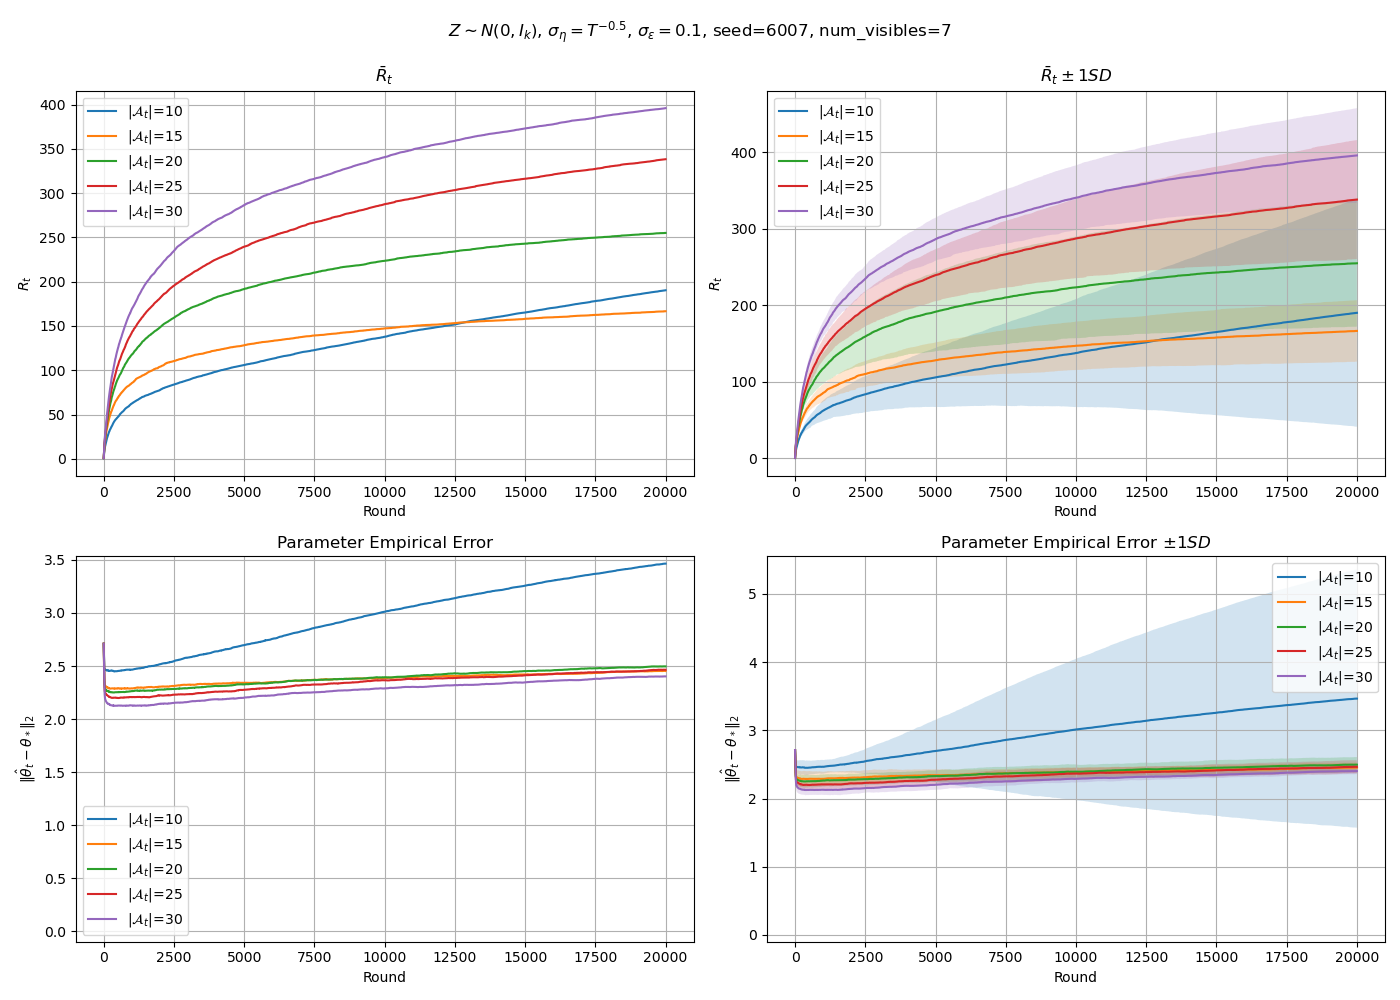 Z ∼ N(0, I_k), σ_η = T^{−0.5}, σ_ε = 0.1, seed=6007, num_visibles=7
R̄_t
400
350
300
250
200
150
100
50
0
R_t
|𝒜_t|=10
|𝒜_t|=15
|𝒜_t|=20
|𝒜_t|=25
|𝒜_t|=30
0 2500 5000 7500 10000 12500 15000 17500 20000
Round
R̄_t ± 1SD
400
300
200
100
0
R_t
|𝒜_t|=10
|𝒜_t|=15
|𝒜_t|=20
|𝒜_t|=25
|𝒜_t|=30
0 2500 5000 7500 10000 12500 15000 17500 20000
Round
Parameter Empirical Error
3.5
3.0
2.5
2.0
1.5
1.0
0.5
0.0
‖θ̂_t − θ_*‖_2
|𝒜_t|=10
|𝒜_t|=15
|𝒜_t|=20
|𝒜_t|=25
|𝒜_t|=30
0 2500 5000 7500 10000 12500 15000 17500 20000
Round
Parameter Empirical Error ±1SD
5
4
3
2
1
0
‖θ̂_t − θ_*‖_2
|𝒜_t|=10
|𝒜_t|=15
|𝒜_t|=20
|𝒜_t|=25
|𝒜_t|=30
0 2500 5000 7500 10000 12500 15000 17500 20000
Round